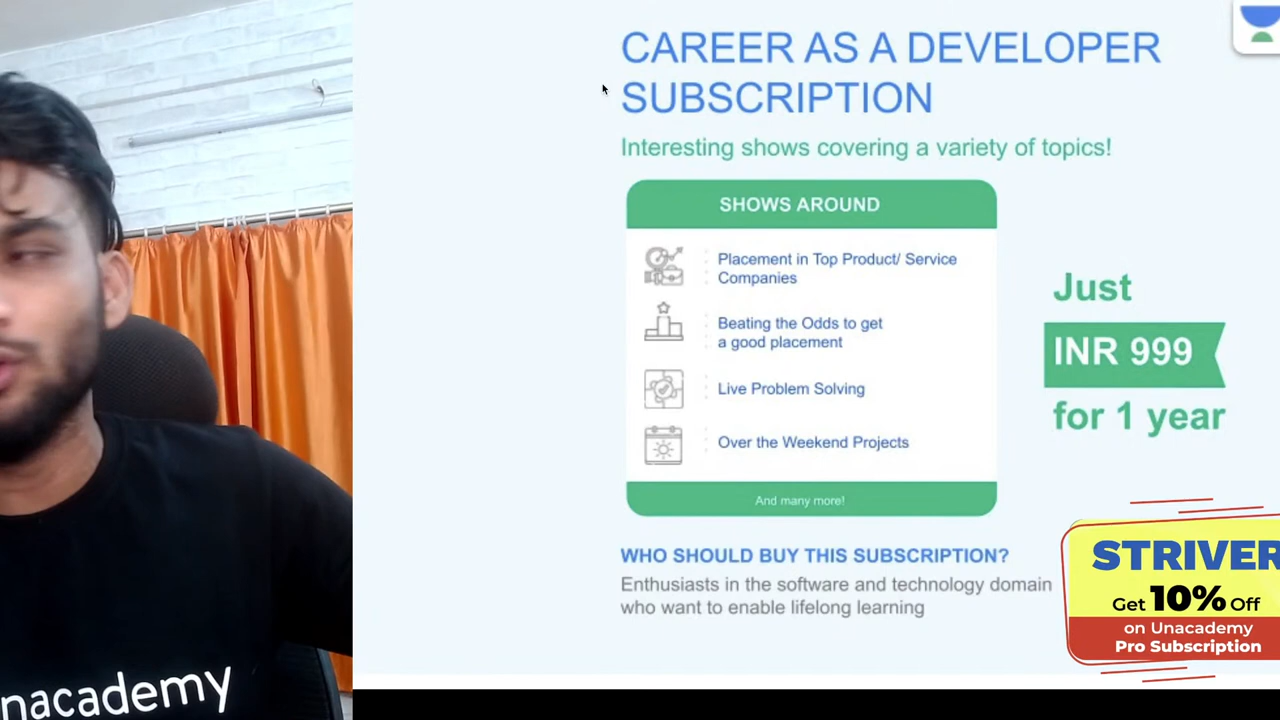 CAREER AS A DEVELOPER
SUBSCRIPTION
Interesting shows covering a variety of topics!
SHOWS AROUND
Placement in Top Product/ Service
Companies
Beating the Odds to get
a good placement
Live Problem Solving
Over the Weekend Projects
And many more!
Just
INR 999
for 1 year
WHO SHOULD BUY THIS SUBSCRIPTION?
Enthusiasts in the software and technology domain
who want to enable lifelong learning
STRIVER
Get 10% Off
on Unacademy
Pro Subscription
nacademy